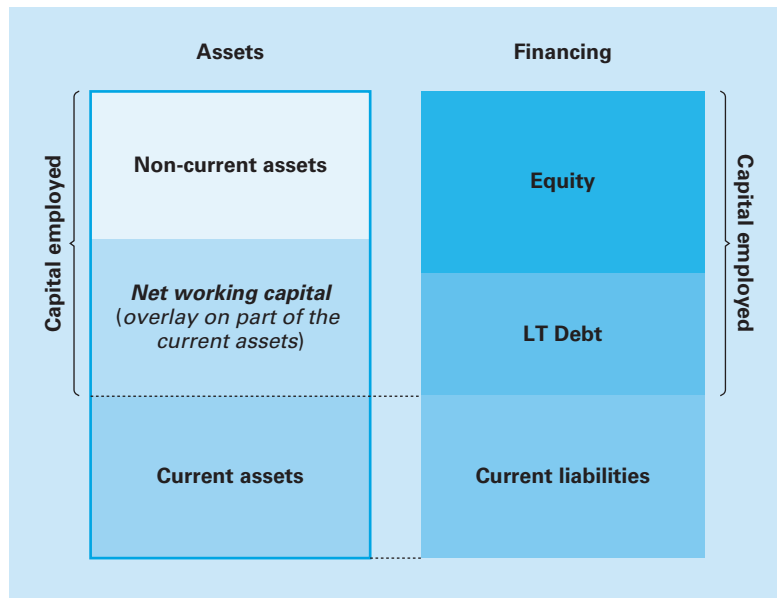 Assets
Financing
Capital employed
Non-current assets
Net working capital
(overlay on part of the
current assets)
Current assets
Equity
LT Debt
Current liabilities
Capital employed